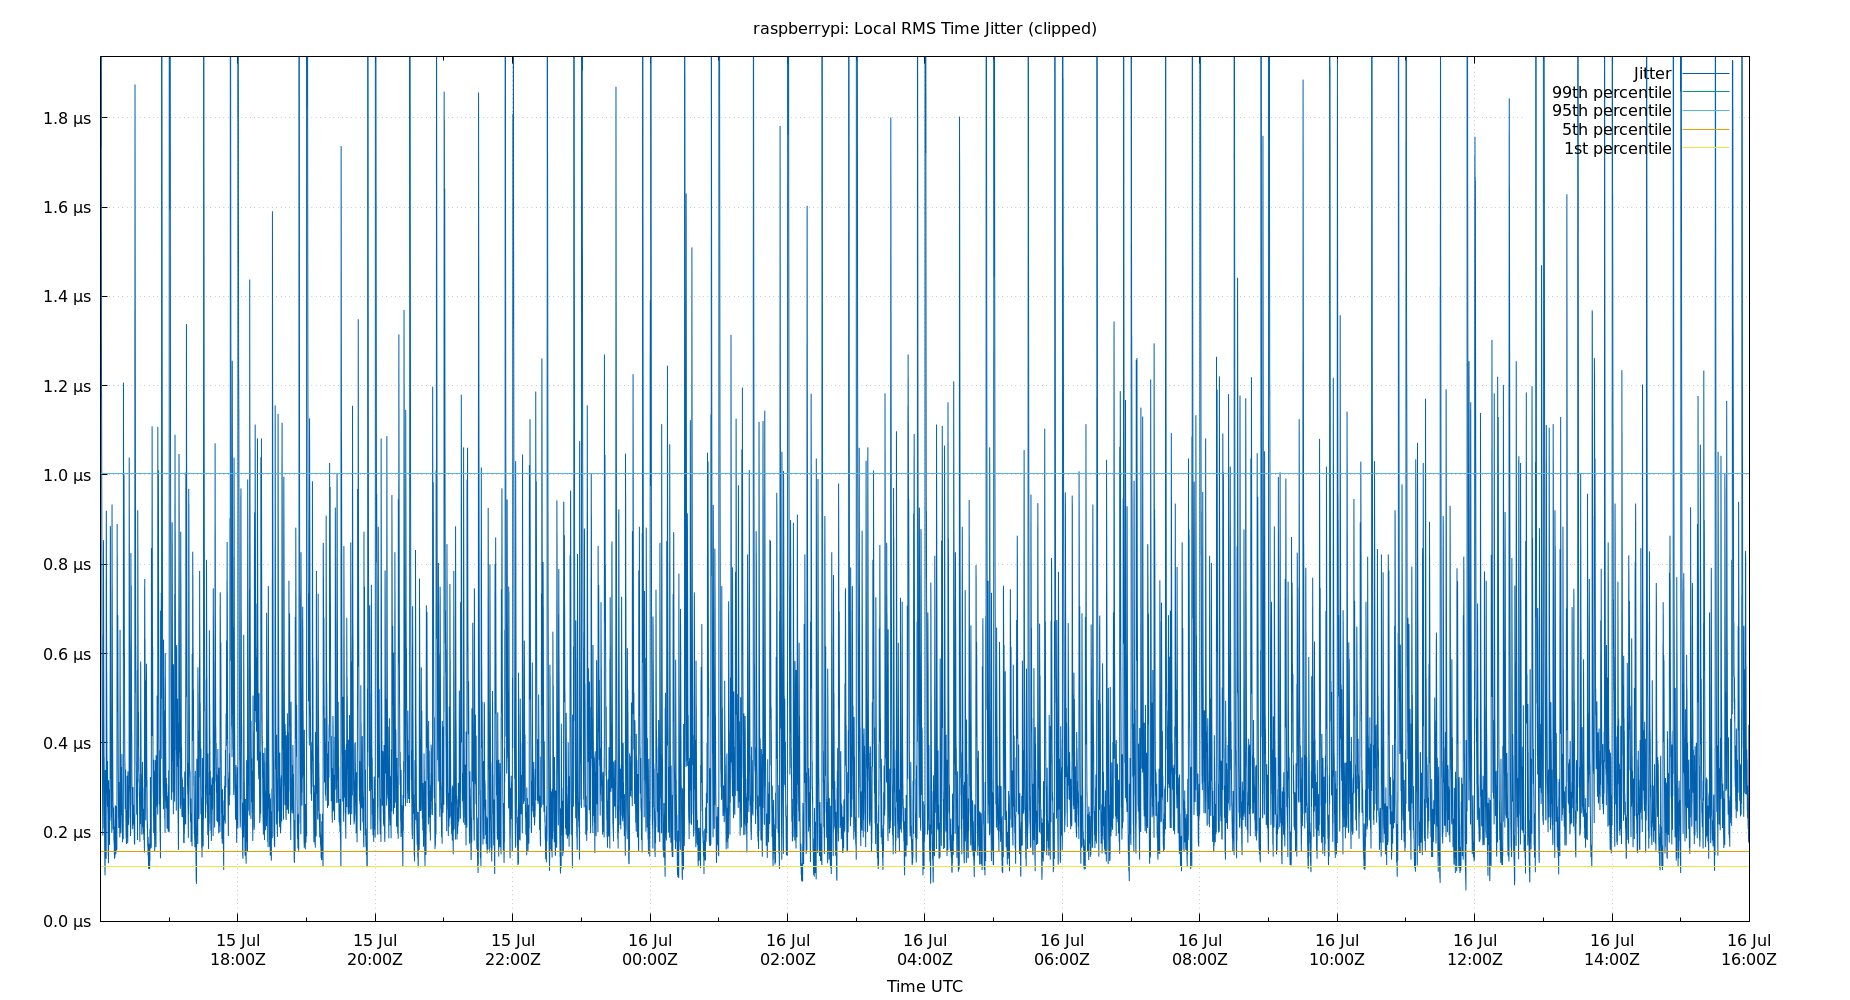 raspberrypi: Local RMS Time Jitter (clipped)
Jitter
99th percentile
95th percentile
5th percentile
1st percentile
1.8 µs
1.6 µs
1.4 µs
1.2 µs
1.0 µs
0.8 µs
0.6 µs
0.4 µs
0.2 µs
0.0 µs
15 Jul 15 Jul 15 Jul 16 Jul 16 Jul 16 Jul 16 Jul 16 Jul 16 Jul 16 Jul 16 Jul 16 Jul
18:00Z 20:00Z 22:00Z 00:00Z 02:00Z 04:00Z 06:00Z 08:00Z 10:00Z 12:00Z 14:00Z 16:00Z
Time UTC